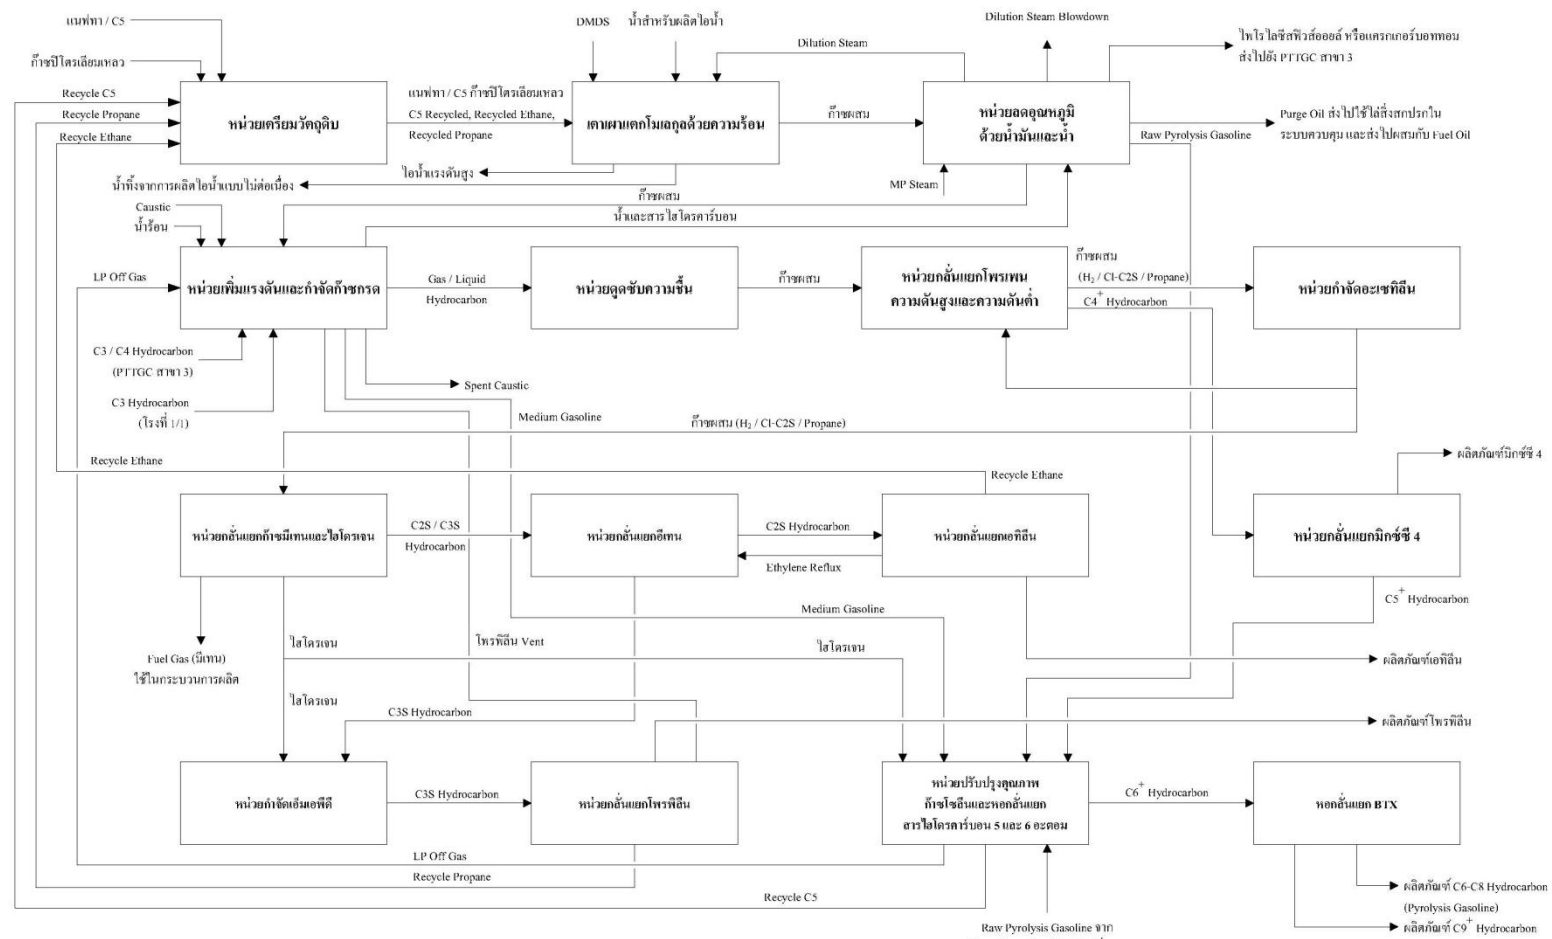 แนฟทา / C5
DMDS
น้ำสำหรับผลิตไอน้ำ
Dilution Steam Blowdown
Dilution Steam
ไพโรไลซีสฟิวส์ออยล์ หรือแครกเกอร์บอททอม
ส่งไปยัง PTTGC สาขา 3
ก๊าซปิโตรเลียมเหลว
Recycle C5
Recycle Propane
Recycle Ethane
หน่วยเตรียมวัตถุดิบ
แนฟทา / C5 ก๊าซปิโตรเลียมเหลว
C5 Recycled, Recycled Ethane,
Recycled Propane
เตาเผาแตกโมเลกุลด้วยความร้อน
ก๊าซผสม
หน่วยลดอุณหภูมิ
ด้วยน้ำมันและน้ำ
Raw Pyrolysis Gasoline
Purge Oil ส่งไปใช้ไล่สิ่งสกปรกใน
ระบบควบคุม และส่งไปผสมกับ Fuel Oil
ไอน้ำแรงดันสูง
น้ำทิ้งจากการผลิตไอน้ำแบบไม่ต่อเนื่อง
MP Steam
ก๊าซผสม
น้ำและสารไฮโดรคาร์บอน
Caustic
น้ำร้อน
LP Off Gas
หน่วยเพิ่มแรงดันและกำจัดก๊าซกรด
Gas / Liquid
Hydrocarbon
หน่วยดูดซับความชื้น
ก๊าซผสม
หน่วยกลั่นแยกโพรเพน
ความดันสูงและความดันต่ำ
ก๊าซผสม
(H2 / Cl-C2S / Propane)
C4+ Hydrocarbon
หน่วยกำจัดอะเซทิลีน
C3 / C4 Hydrocarbon
(PTTGC สาขา 3)
Spent Caustic
C3 Hydrocarbon
(โรงที่ 1/1)
Medium Gasoline
ก๊าซผสม (H2 / Cl-C2S / Propane)
Recycle Ethane
Recycle Ethane
ผลิตภัณฑ์มิกซ์ซี 4
หน่วยกลั่นแยกก๊าซมีเทนและไฮโดรเจน
C2S / C3S
Hydrocarbon
หน่วยกลั่นแยกอีเทน
C2S Hydrocarbon
Ethylene Reflux
หน่วยกลั่นแยกเอทิลีน
หน่วยกลั่นแยกมิกซ์ซี 4
C5+ Hydrocarbon
Medium Gasoline
ไฮโดรเจน
โพรพิลีน Vent
ไฮโดรเจน
Fuel Gas (มีเทน)
ใช้ในกระบวนการผลิต
ผลิตภัณฑ์เอทิลีน
ไฮโดรเจน
C3S Hydrocarbon
ผลิตภัณฑ์โพรพิลีน
หน่วยกำจัดเอ็มเอพีดี
C3S Hydrocarbon
หน่วยกลั่นแยกโพรพิลีน
หน่วยปรับปรุงคุณภาพ
ก๊าซโซลีนและหอกลั่นแยก
สารไฮโดรคาร์บอน 5 และ 6 อะตอม
C6+ Hydrocarbon
หอกลั่นแยก BTX
LP Off Gas
Recycle Propane
Recycle C5
ผลิตภัณฑ์ C6-C8 Hydrocarbon
(Pyrolysis Gasoline)
ผลิตภัณฑ์ C9+ Hydrocarbon
Raw Pyrolysis Gasoline จาก